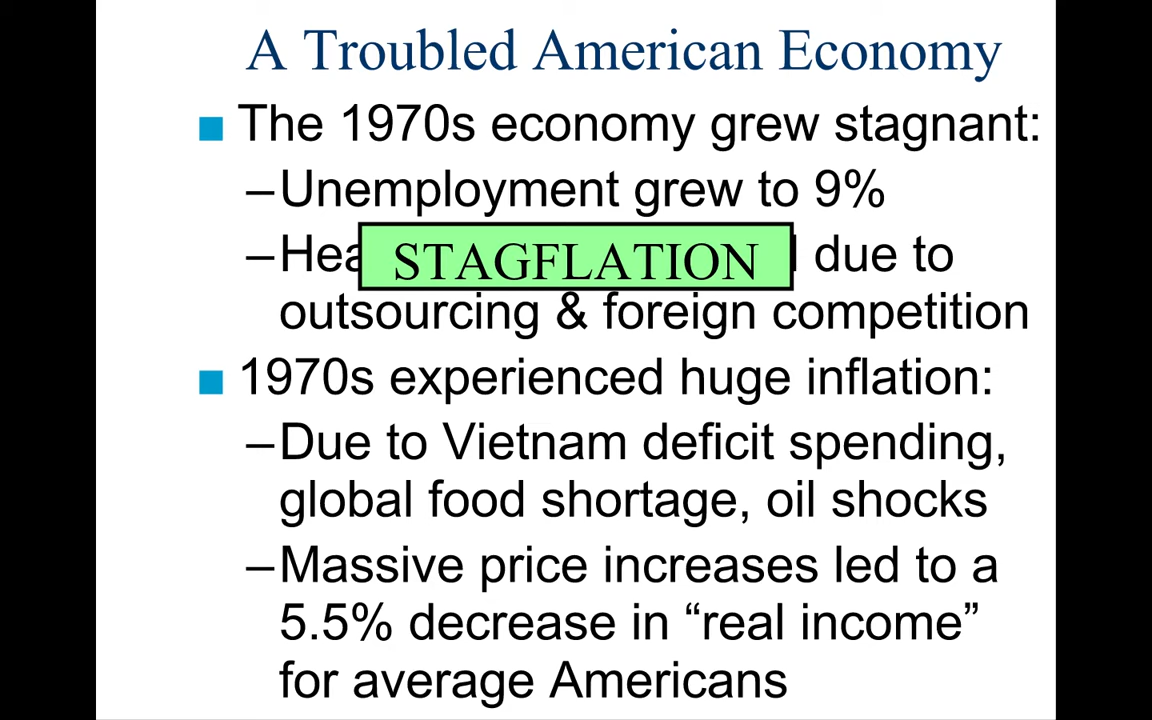 A Troubled American Economy
■ The 1970s economy grew stagnant:
–Unemployment grew to 9%
STAGFLATION
– due to
outsourcing & foreign competition
■ 1970s experienced huge inflation:
–Due to Vietnam deficit spending,
global food shortage, oil shocks
–Massive price increases led to a
5.5% decrease in “real income”
for average Americans